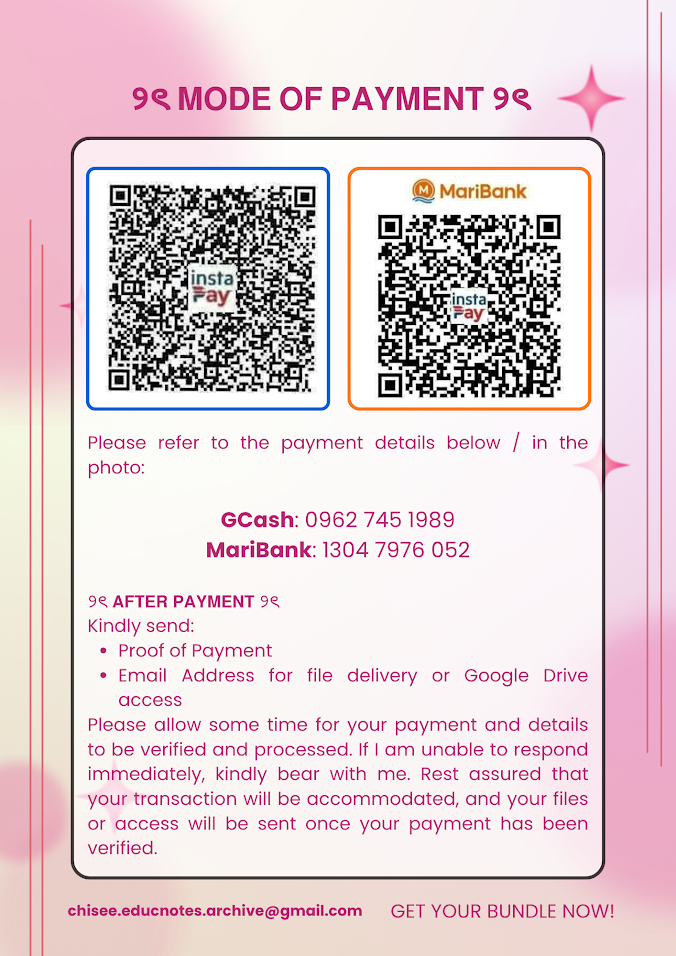 ୨ৎ MODE OF PAYMENT ୨ৎ
insta
Pay
MariBank
insta
Pay
Please refer to the payment details below / in the
photo:
GCash: 0962 745 1989
MariBank: 1304 7976 052
୨ৎ AFTER PAYMENT ୨ৎ
Kindly send:
• Proof of Payment
• Email Address for file delivery or Google Drive
access
Please allow some time for your payment and details
to be verified and processed. If I am unable to respond
immediately, kindly bear with me. Rest assured that
your transaction will be accommodated, and your files
or access will be sent once your payment has been
verified.
chisee.educnotes.archive@gmail.com GET YOUR BUNDLE NOW!